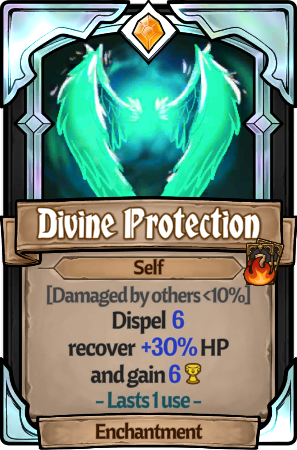 Divine Protection
Self
[Damaged by others <10%]
Dispel 6
recover +30% HP
and gain 6
- Lasts 1 use -
Enchantment